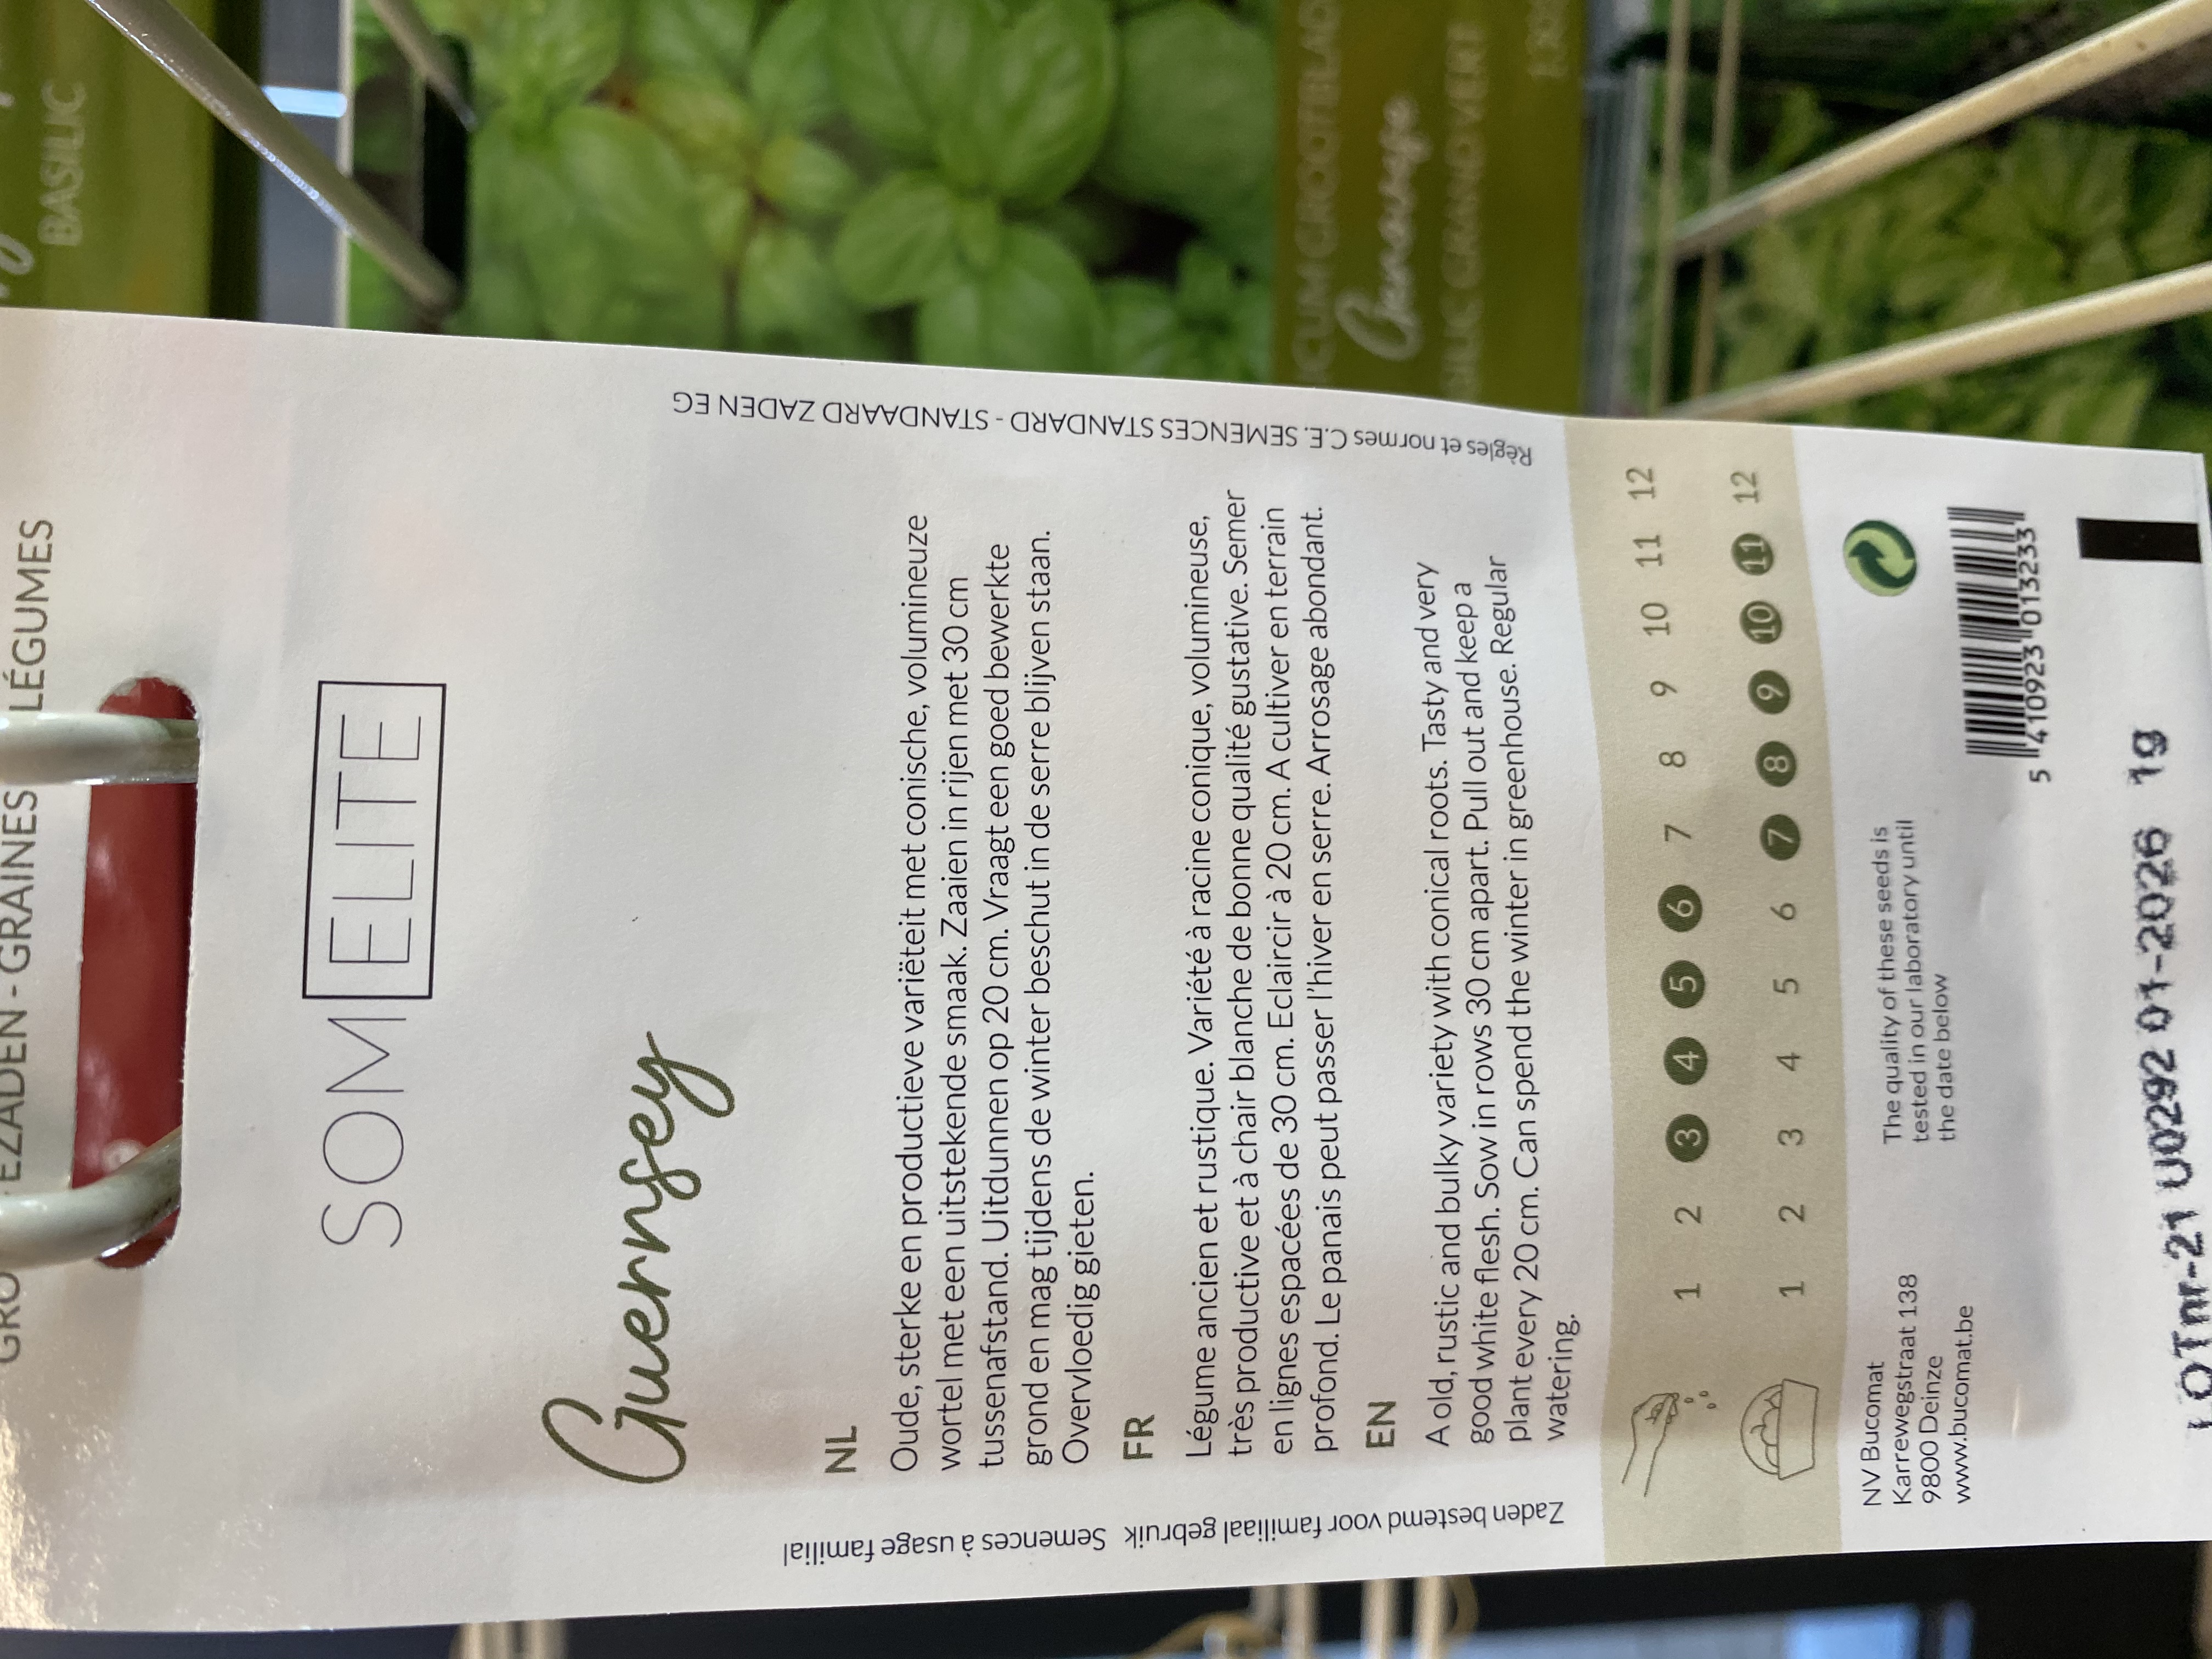 EZADEN - GRAINES LÉGUMES
SOM ELITE
Guernsey
NL
Oude, sterke en productieve variëteit met conische, volumineuze
wortel met een uitstekende smaak. Zaaien in rijen met 30 cm
tussenafstand. Uitdunnen op 20 cm. Vraagt een goed bewerkte
grond en mag tijdens de winter beschut in de serre blijven staan.
Overvloedig gieten.
FR
Légume ancien et rustique. Variété à racine conique, volumineuse,
très productive et à chair blanche de bonne qualité gustative. Semer
en lignes espacées de 30 cm. Eclaircir à 20 cm. A cultiver en terrain
profond. Le panais peut passer l'hiver en serre. Arrosage abondant.
EN
A old, rustic and bulky variety with conical roots. Tasty and very
good white flesh. Sow in rows 30 cm apart. Pull out and keep a
plant every 20 cm. Can spend the winter in greenhouse. Regular
watering.
Zaden bestemd voor familiaal gebruik Semences à usage familial
Règles et normes C.E. SEMENCES STANDARD - STANDAARD ZADEN EG
1 2 3 4 5 6 7 8 9 10 11 12
1 2 3 4 5 6 7 8 9 10 11 12
NV Bucomat
Karrewegstraat 138
9800 Deinze
www.bucomat.be
The quality of these seeds is
tested in our laboratory until
the date below
5 410923 013233
LOTnr-21 U0292 01-2026 1g
BASILIC
ICUM GROOTBLAD
Genovese
SILIC GRAND VERT